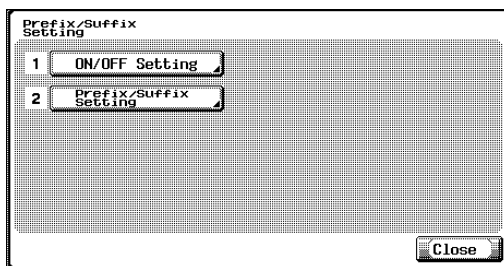 Prefix/Suffix
Setting
1 ON/OFF Setting
2 Prefix/Suffix
Setting
Close